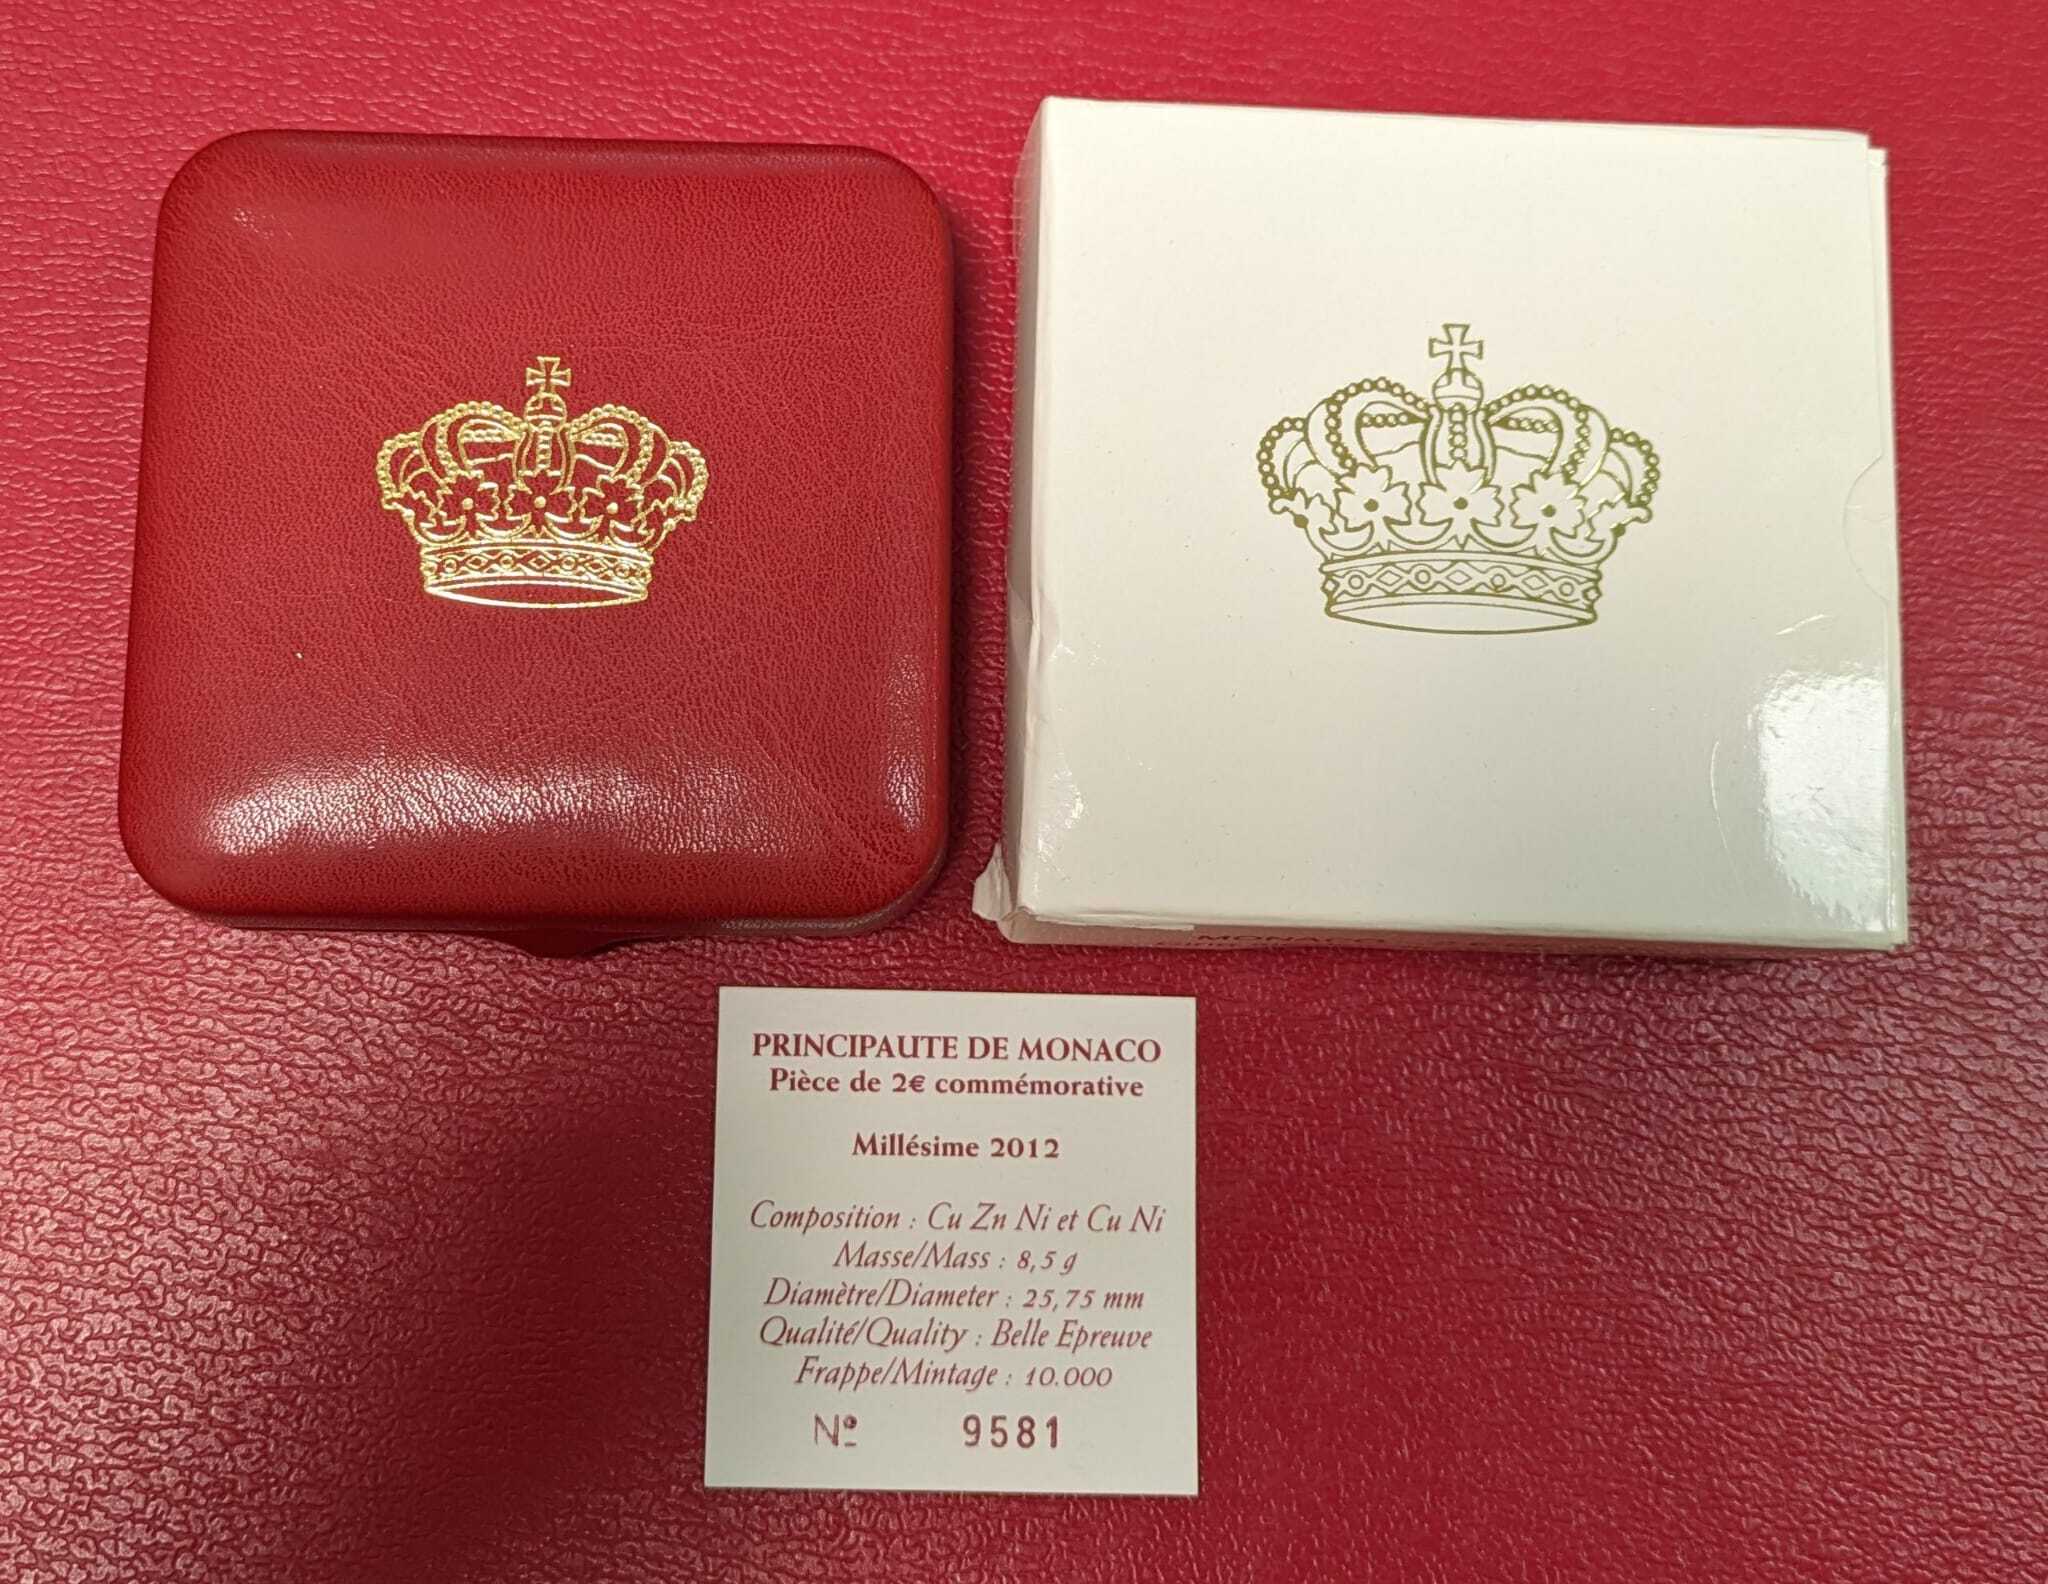 MONACO
PRINCIPAUTE DE MONACO
Pièce de 2€ commémorative
Millésime 2012
Composition : Cu Zn Ni et Cu Ni
Masse/Mass : 8,5 g
Diamètre/Diameter : 25,75 mm
Qualité/Quality : Belle Epreuve
Frappe/Mintage : 10.000
Nº 9581